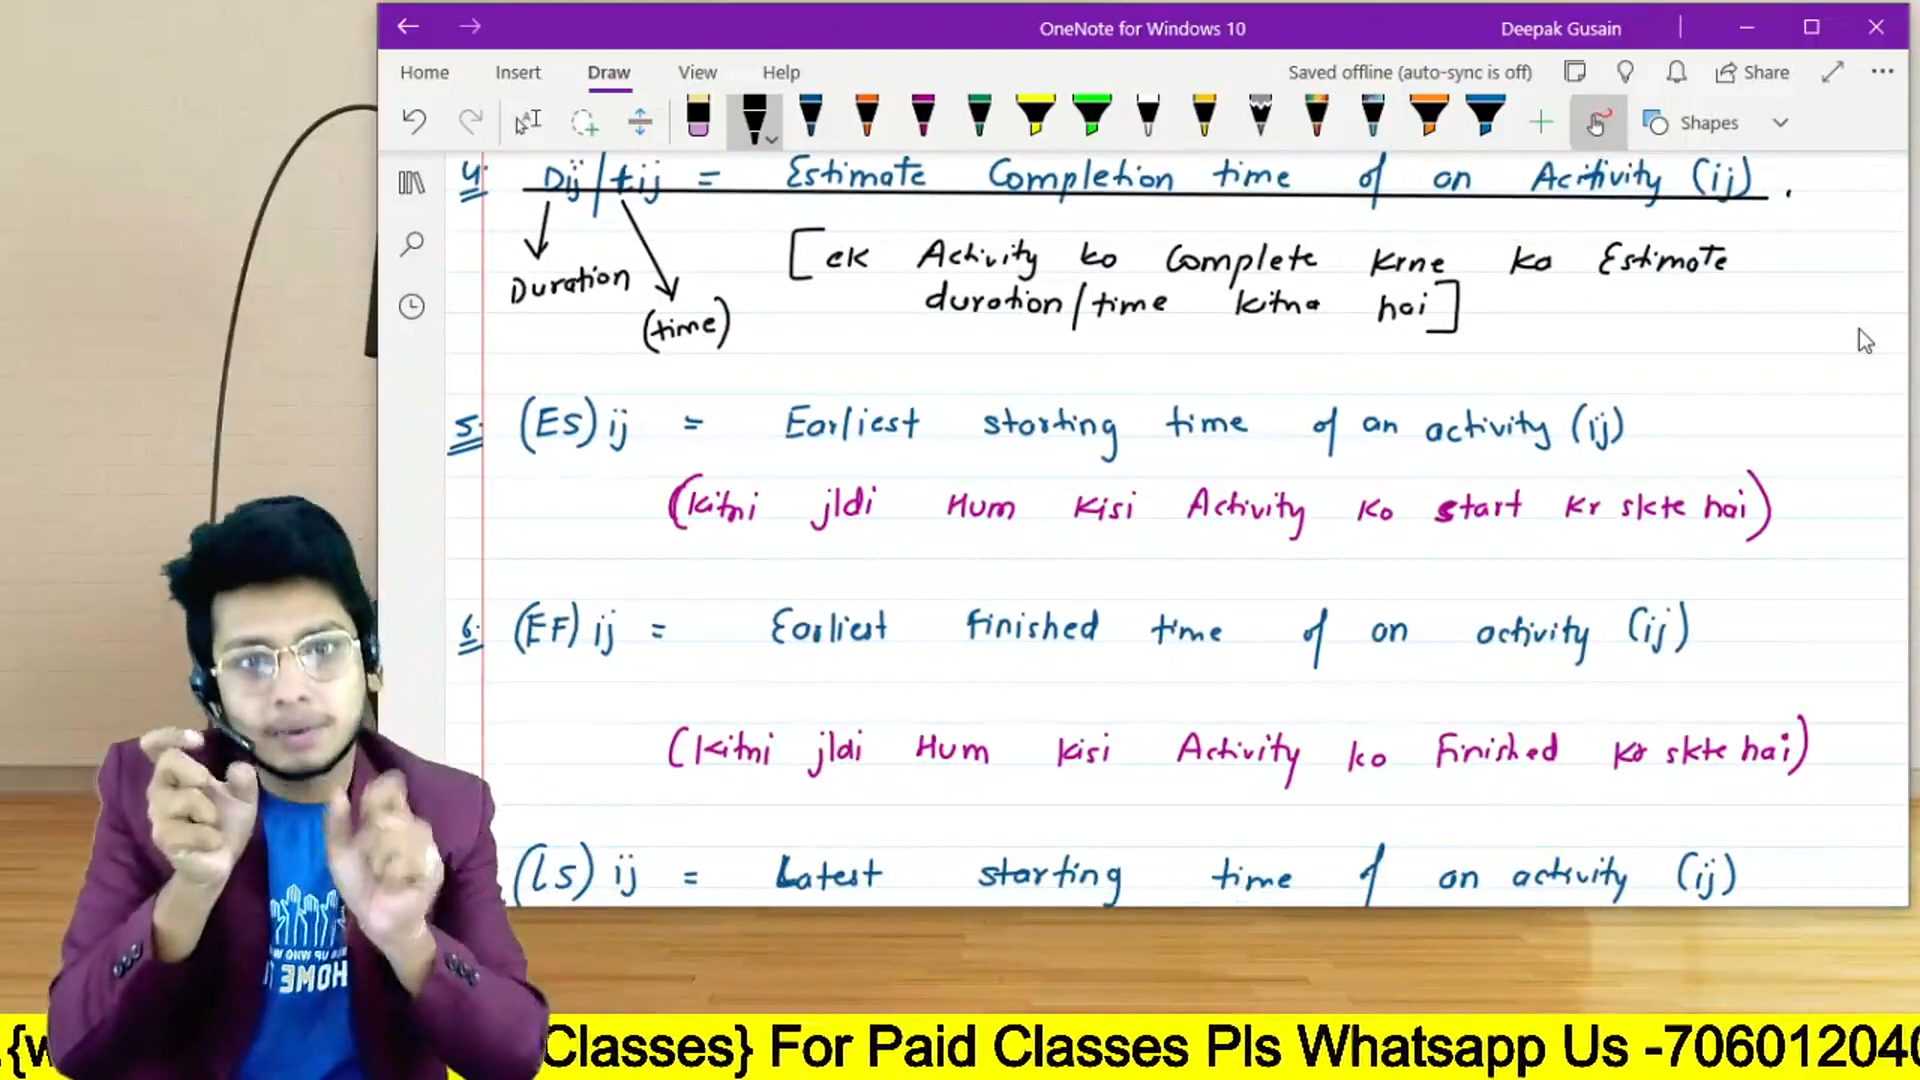 OneNote for Windows 10
Deepak Gusain
Home Insert Draw View Help
Saved offline (auto-sync is off) Share
Shapes
4. Dij/tij = Estimate Completion time of an Acitivity (ij).
Duration
(time)
[ek Activity ko Complete krne ka Estimate
duration/time kitna hai]
5. (ES) ij = Earliest starting time of an activity (ij)
(kitni jldi Hum kisi Activity ko start kr skte hai)
6. (EF) ij = Earliest finished time of an activity (ij)
(kitni jldi Hum kisi Activity ko Finished kr skte hai)
(LS) ij = Latest starting time of an activity (ij)
HOME
Classes} For Paid Classes Pls Whatsapp Us -706012040